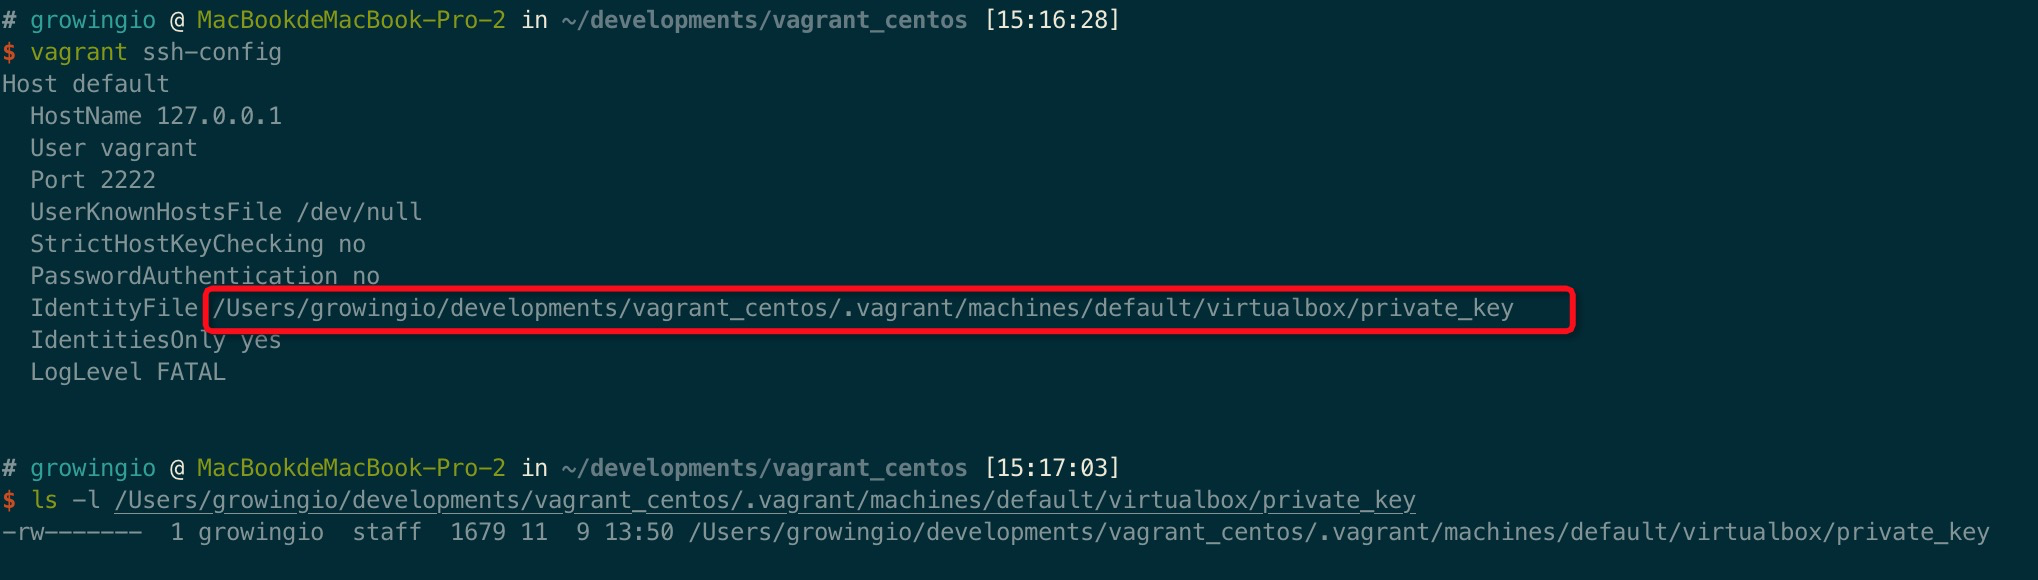 # growingio @ MacBookdeMacBook-Pro-2 in ~/developments/vagrant_centos [15:16:28]
$ vagrant ssh-config
Host default
  HostName 127.0.0.1
  User vagrant
  Port 2222
  UserKnownHostsFile /dev/null
  StrictHostKeyChecking no
  PasswordAuthentication no
  IdentityFile /Users/growingio/developments/vagrant_centos/.vagrant/machines/default/virtualbox/private_key
  IdentitiesOnly yes
  LogLevel FATAL
# growingio @ MacBookdeMacBook-Pro-2 in ~/developments/vagrant_centos [15:17:03]
$ ls -l /Users/growingio/developments/vagrant_centos/.vagrant/machines/default/virtualbox/private_key
-rw-------  1 growingio  staff  1679 11  9 13:50 /Users/growingio/developments/vagrant_centos/.vagrant/machines/default/virtualbox/private_key